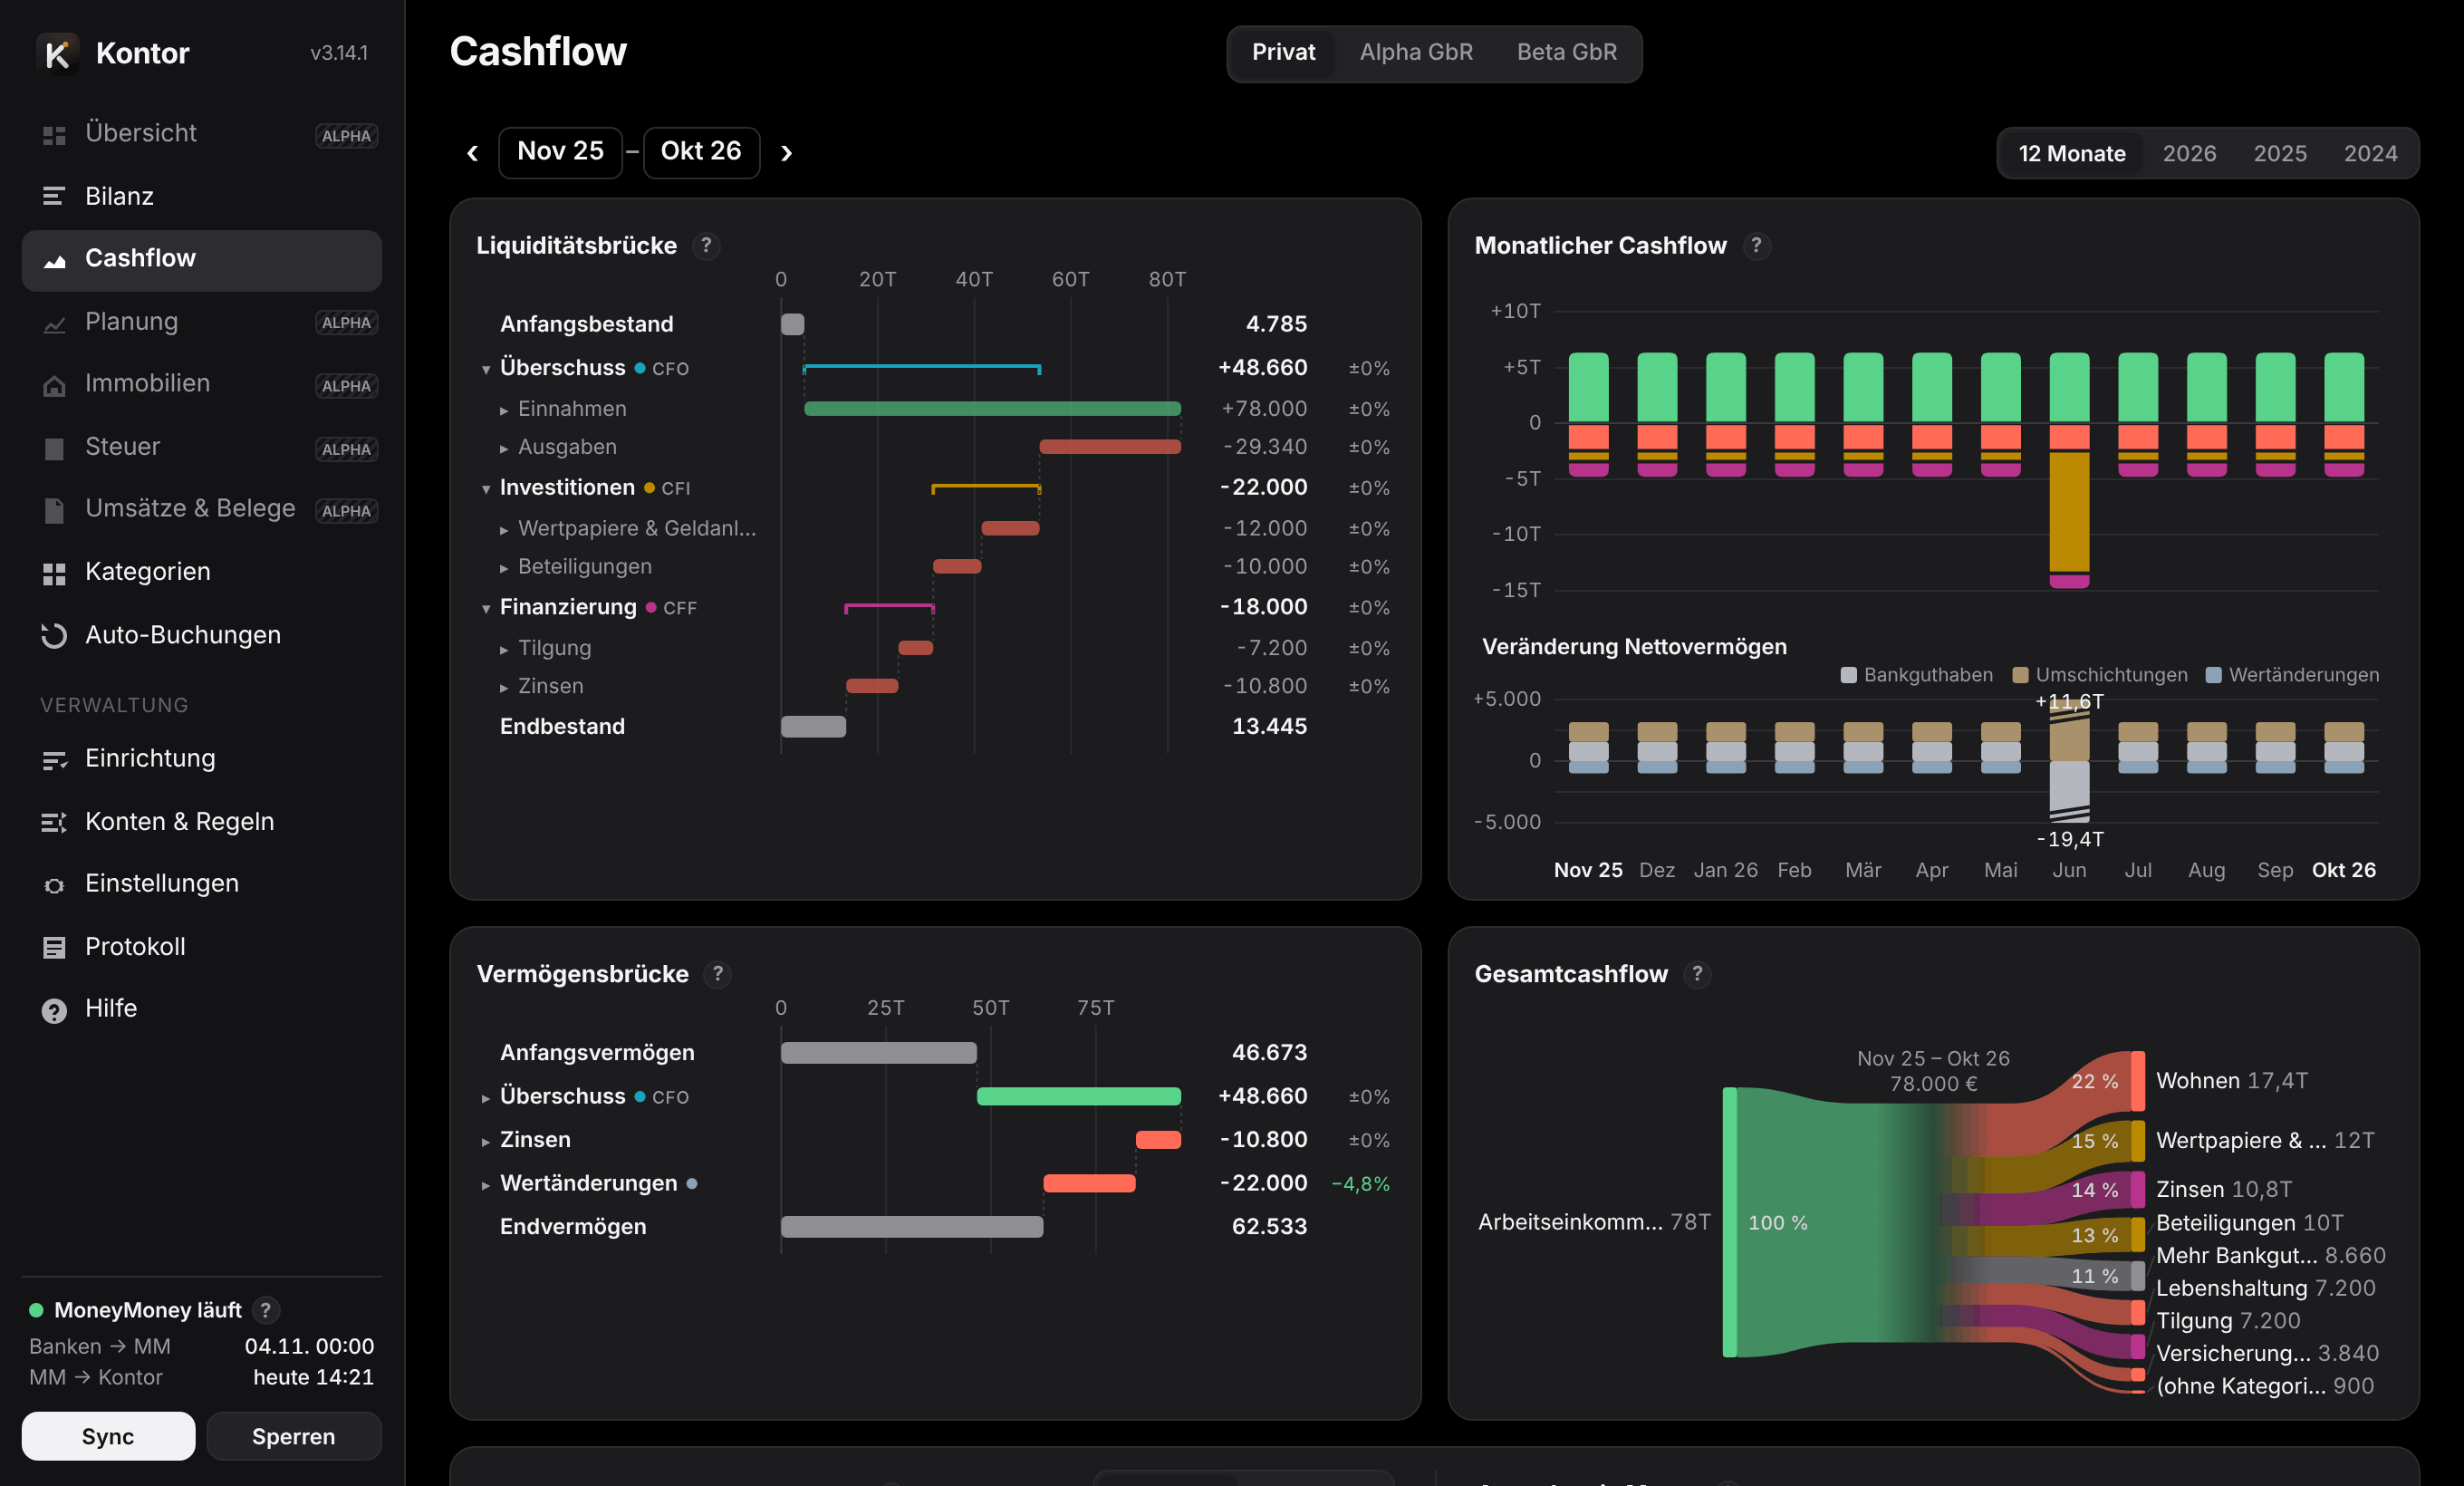 Kontor v3.14.1
Übersicht ALPHA
Bilanz
Cashflow
Planung ALPHA
Immobilien ALPHA
Steuer ALPHA
Umsätze & Belege ALPHA
Kategorien
Auto-Buchungen
VERWALTUNG
Einrichtung
Konten & Regeln
Einstellungen
Protokoll
Hilfe
MoneyMoney läuft ?
Banken → MM 04.11. 00:00
MM → Kontor heute 14:21
Sync Sperren
Cashflow
Privat Alpha GbR Beta GbR
‹ Nov 25 – Okt 26 ›
12 Monate 2026 2025 2024
Liquiditätsbrücke ?
0 20T 40T 60T 80T
Anfangsbestand 4.785
▾ Überschuss CFO +48.660 ±0%
▸ Einnahmen +78.000 ±0%
▸ Ausgaben -29.340 ±0%
▾ Investitionen CFI -22.000 ±0%
▸ Wertpapiere & Geldanl... -12.000 ±0%
▸ Beteiligungen -10.000 ±0%
▾ Finanzierung CFF -18.000 ±0%
▸ Tilgung -7.200 ±0%
▸ Zinsen -10.800 ±0%
Endbestand 13.445
Monatlicher Cashflow ?
+10T
+5T
0
-5T
-10T
-15T
Veränderung Nettovermögen
Bankguthaben Umschichtungen Wertänderungen
+5.000
+11,6T
0
-5.000
-19,4T
Nov 25 Dez Jan 26 Feb Mär Apr Mai Jun Jul Aug Sep Okt 26
Vermögensbrücke ?
0 25T 50T 75T
Anfangsvermögen 46.673
▸ Überschuss CFO +48.660 ±0%
▸ Zinsen -10.800 ±0%
▸ Wertänderungen -22.000 −4,8%
Endvermögen 62.533
Gesamtcashflow ?
Nov 25 – Okt 26
78.000 €
Arbeitseinkomm... 78T 100 %
22 % Wohnen 17,4T
15 % Wertpapiere & ... 12T
14 % Zinsen 10,8T
13 % Beteiligungen 10T
11 % Mehr Bankgut... 8.660
Lebenshaltung 7.200
Tilgung 7.200
Versicherung... 3.840
(ohne Kategori... 900